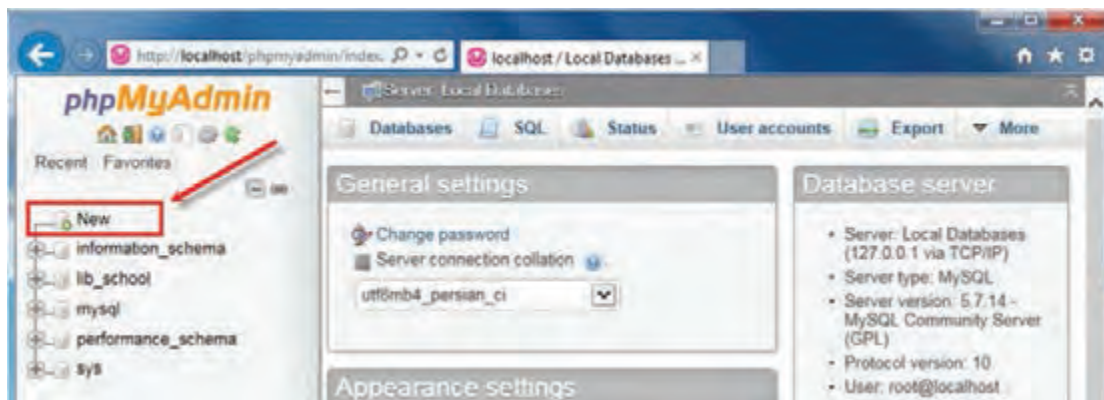 http://localhost/phpmyadmin/index.
localhost / Local Databases ...
phpMyAdmin
Recent Favorites
New
information_schema
lib_school
mysql
performance_schema
sys
Server: Local Databases
Databases SQL Status User accounts Export More
General settings
Change password
Server connection collation
utf8mb4_persian_ci
Appearance settings
Database server
• Server: Local Databases
(127.0.0.1 via TCP/IP)
• Server type: MySQL
• Server version: 5.7.14 -
MySQL Community Server
(GPL)
• Protocol version: 10
• User: root@localhost